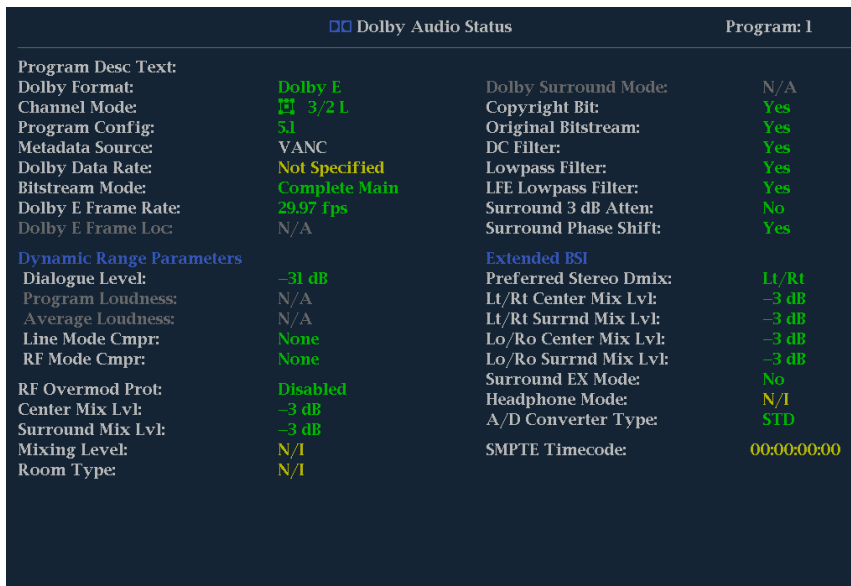 Dolby Audio Status
Program: 1
Program Desc Text:
Dolby Format: Dolby E
Channel Mode: 3/2 L
Program Config: 5.1
Metadata Source: VANC
Dolby Data Rate: Not Specified
Bitstream Mode: Complete Main
Dolby E Frame Rate: 29.97 fps
Dolby E Frame Loc: N/A
Dynamic Range Parameters
Dialogue Level: –31 dB
Program Loudness: N/A
Average Loudness: N/A
Line Mode Cmpr: None
RF Mode Cmpr: None
RF Overmod Prot: Disabled
Center Mix Lvl: –3 dB
Surround Mix Lvl: –3 dB
Mixing Level: N/I
Room Type: N/I
Dolby Surround Mode: N/A
Copyright Bit: Yes
Original Bitstream: Yes
DC Filter: Yes
Lowpass Filter: Yes
LFE Lowpass Filter: Yes
Surround 3 dB Atten: No
Surround Phase Shift: Yes
Extended BSI
Preferred Stereo Dmix: Lt/Rt
Lt/Rt Center Mix Lvl: –3 dB
Lt/Rt Surrnd Mix Lvl: –3 dB
Lo/Ro Center Mix Lvl: –3 dB
Lo/Ro Surrnd Mix Lvl: –3 dB
Surround EX Mode: No
Headphone Mode: N/I
A/D Converter Type: STD
SMPTE Timecode: 00:00:00:00